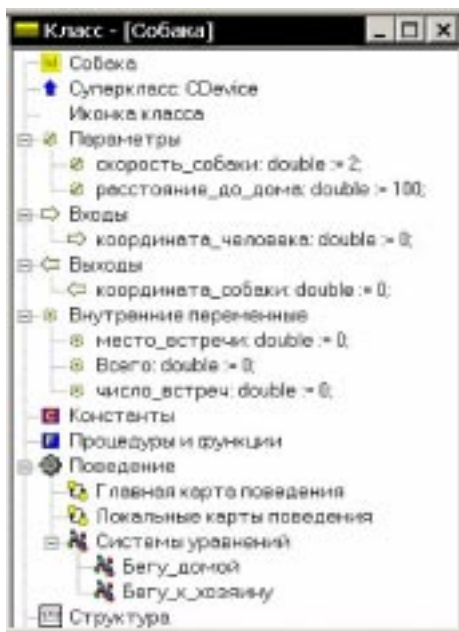 Класс - [Собака]
Собака
Суперкласс: CDevice
Иконка класса
Параметры
скорость_собаки: double := 2;
расстояние_до_дома: double := 100;
Входы
координата_человека: double := 0;
Выходы
координата_собаки: double := 0;
Внутренние переменные
место_встречи: double := 0;
Всего: double := 0;
число_встреч: double := 0;
Константы
Процедуры и функции
Поведение
Главная карта поведения
Локальные карты поведения
Системы уравнений
Бегу_домой
Бегу_к_хозяину
Структура